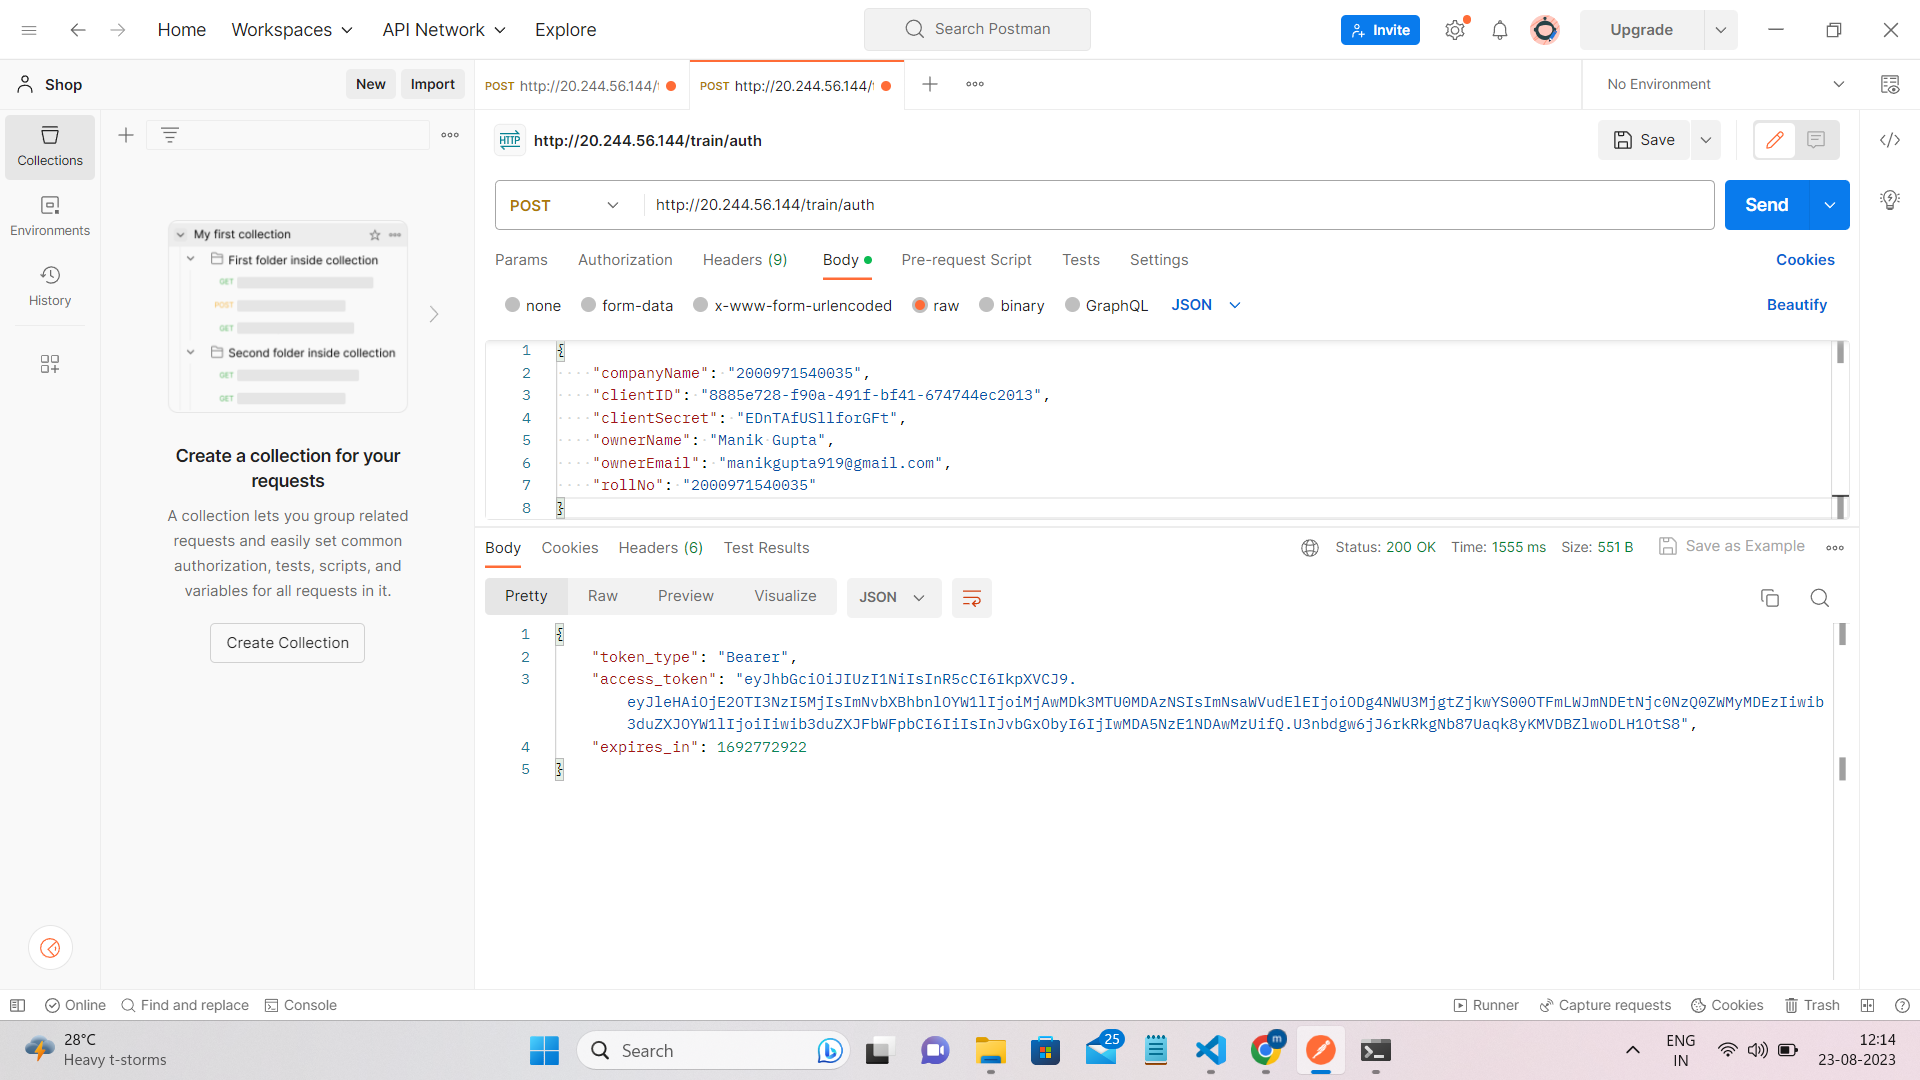 Home Workspaces API Network Explore Search Postman Invite Upgrade
Shop New Import POST http://20.244.56.144/ POST http://20.244.56.144/ No Environment
Collections
Environments
History
My first collection
First folder inside collection
GET
POST
GET
Second folder inside collection
GET
GET
Create a collection for your
requests
A collection lets you group related
requests and easily set common
authorization, tests, scripts, and
variables for all requests in it.
Create Collection
HTTP http://20.244.56.144/train/auth Save
POST http://20.244.56.144/train/auth Send
Params Authorization Headers (9) Body Pre-request Script Tests Settings Cookies
none form-data x-www-form-urlencoded raw binary GraphQL JSON Beautify
1 {
2 "companyName": "2000971540035",
3 "clientID": "8885e728-f90a-491f-bf41-674744ec2013",
4 "clientSecret": "EDnTAfUSllforGFt",
5 "ownerName": "Manik Gupta",
6 "ownerEmail": "manikgupta919@gmail.com",
7 "rollNo": "2000971540035"
8 }
Body Cookies Headers (6) Test Results Status: 200 OK Time: 1555 ms Size: 551 B Save as Example
Pretty Raw Preview Visualize JSON
1 {
2 "token_type": "Bearer",
3 "access_token": "eyJhbGciOiJIUzI1NiIsInR5cCI6IkpXVCJ9.
eyJleHAiOjE2OTI3NzI5MjIsImNvbXBhbnlOYW1lIjoiMjAwMDk3MTU0MDAzNSIsImNsaWVudElEIjoiODg4NWU3MjgtZjkwYS00OTFmLWJmNDEtNjc0NzQ0ZWMyMDEzIiwib
3duZXJOYW1lIjoiIiwib3duZXJFbWFpbCI6IiIsInJvbGxObyI6IjIwMDA5NzE1NDAwMzUifQ.U3nbdgw6jJ6rkRkgNb87Uaqk8yKMVDBZlwoDLH1OtS8",
4 "expires_in": 1692772922
5 }
Online Find and replace Console Runner Capture requests Cookies Trash
28°C
Heavy t-storms
Search
25
m
ENG
IN
12:14
23-08-2023